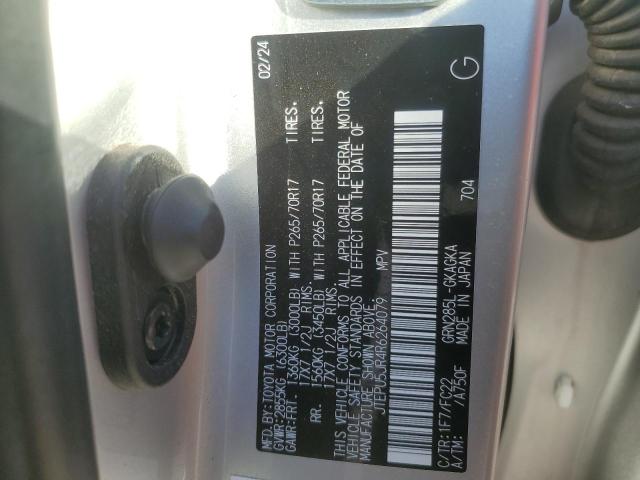 MFD.BY:TOYOTA MOTOR CORPORATION 02/24
GVWR:2855KG (6300LB)
GAWR:FRT. 1360KG (3000LB) WITH P265/70R17 TIRES.
17X7 1/2J RIMS.
RR. 1560KG (3450LB) WITH P265/70R17 TIRES.
17X7 1/2J RIMS.
THIS VEHICLE CONFORMS TO ALL APPLICABLE FEDERAL MOTOR
VEHICLE SAFETY STANDARDS IN EFFECT ON THE DATE OF
MANUFACTURE SHOWN ABOVE.
JTEPU5JR4R6264079 MPV
G
C/TR:1F7/FC22 GRN285L-GKAGKA
A/TM: /A750F MADE IN JAPAN 704